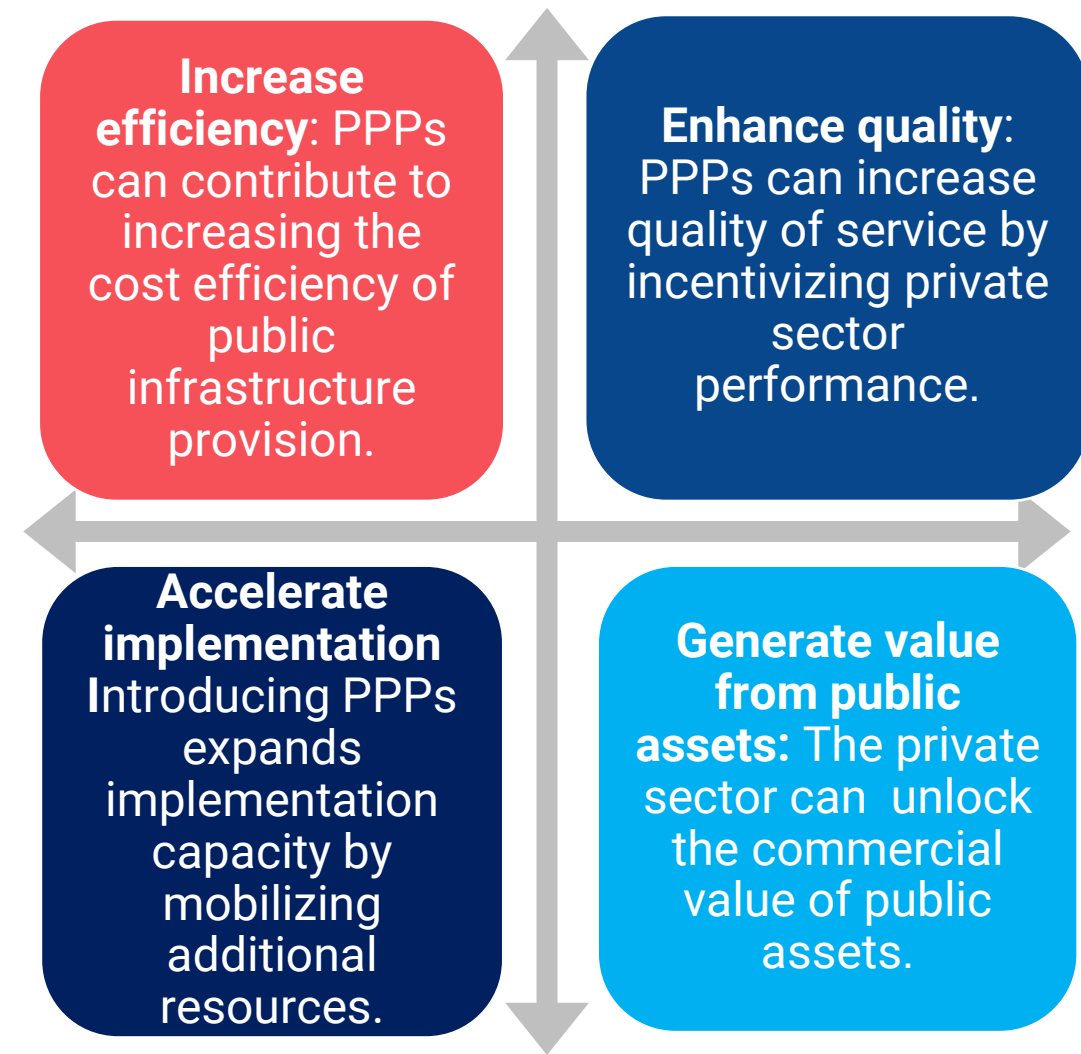 Increase
efficiency: PPPs
can contribute to
increasing the
cost efficiency of
public
infrastructure
provision.
Enhance quality:
PPPs can increase
quality of service by
incentivizing private
sector
performance.
Accelerate
implementation
Introducing PPPs
expands
implementation
capacity by
mobilizing
additional
resources.
Generate value
from public
assets: The private
sector can  unlock
the commercial
value of public
assets.